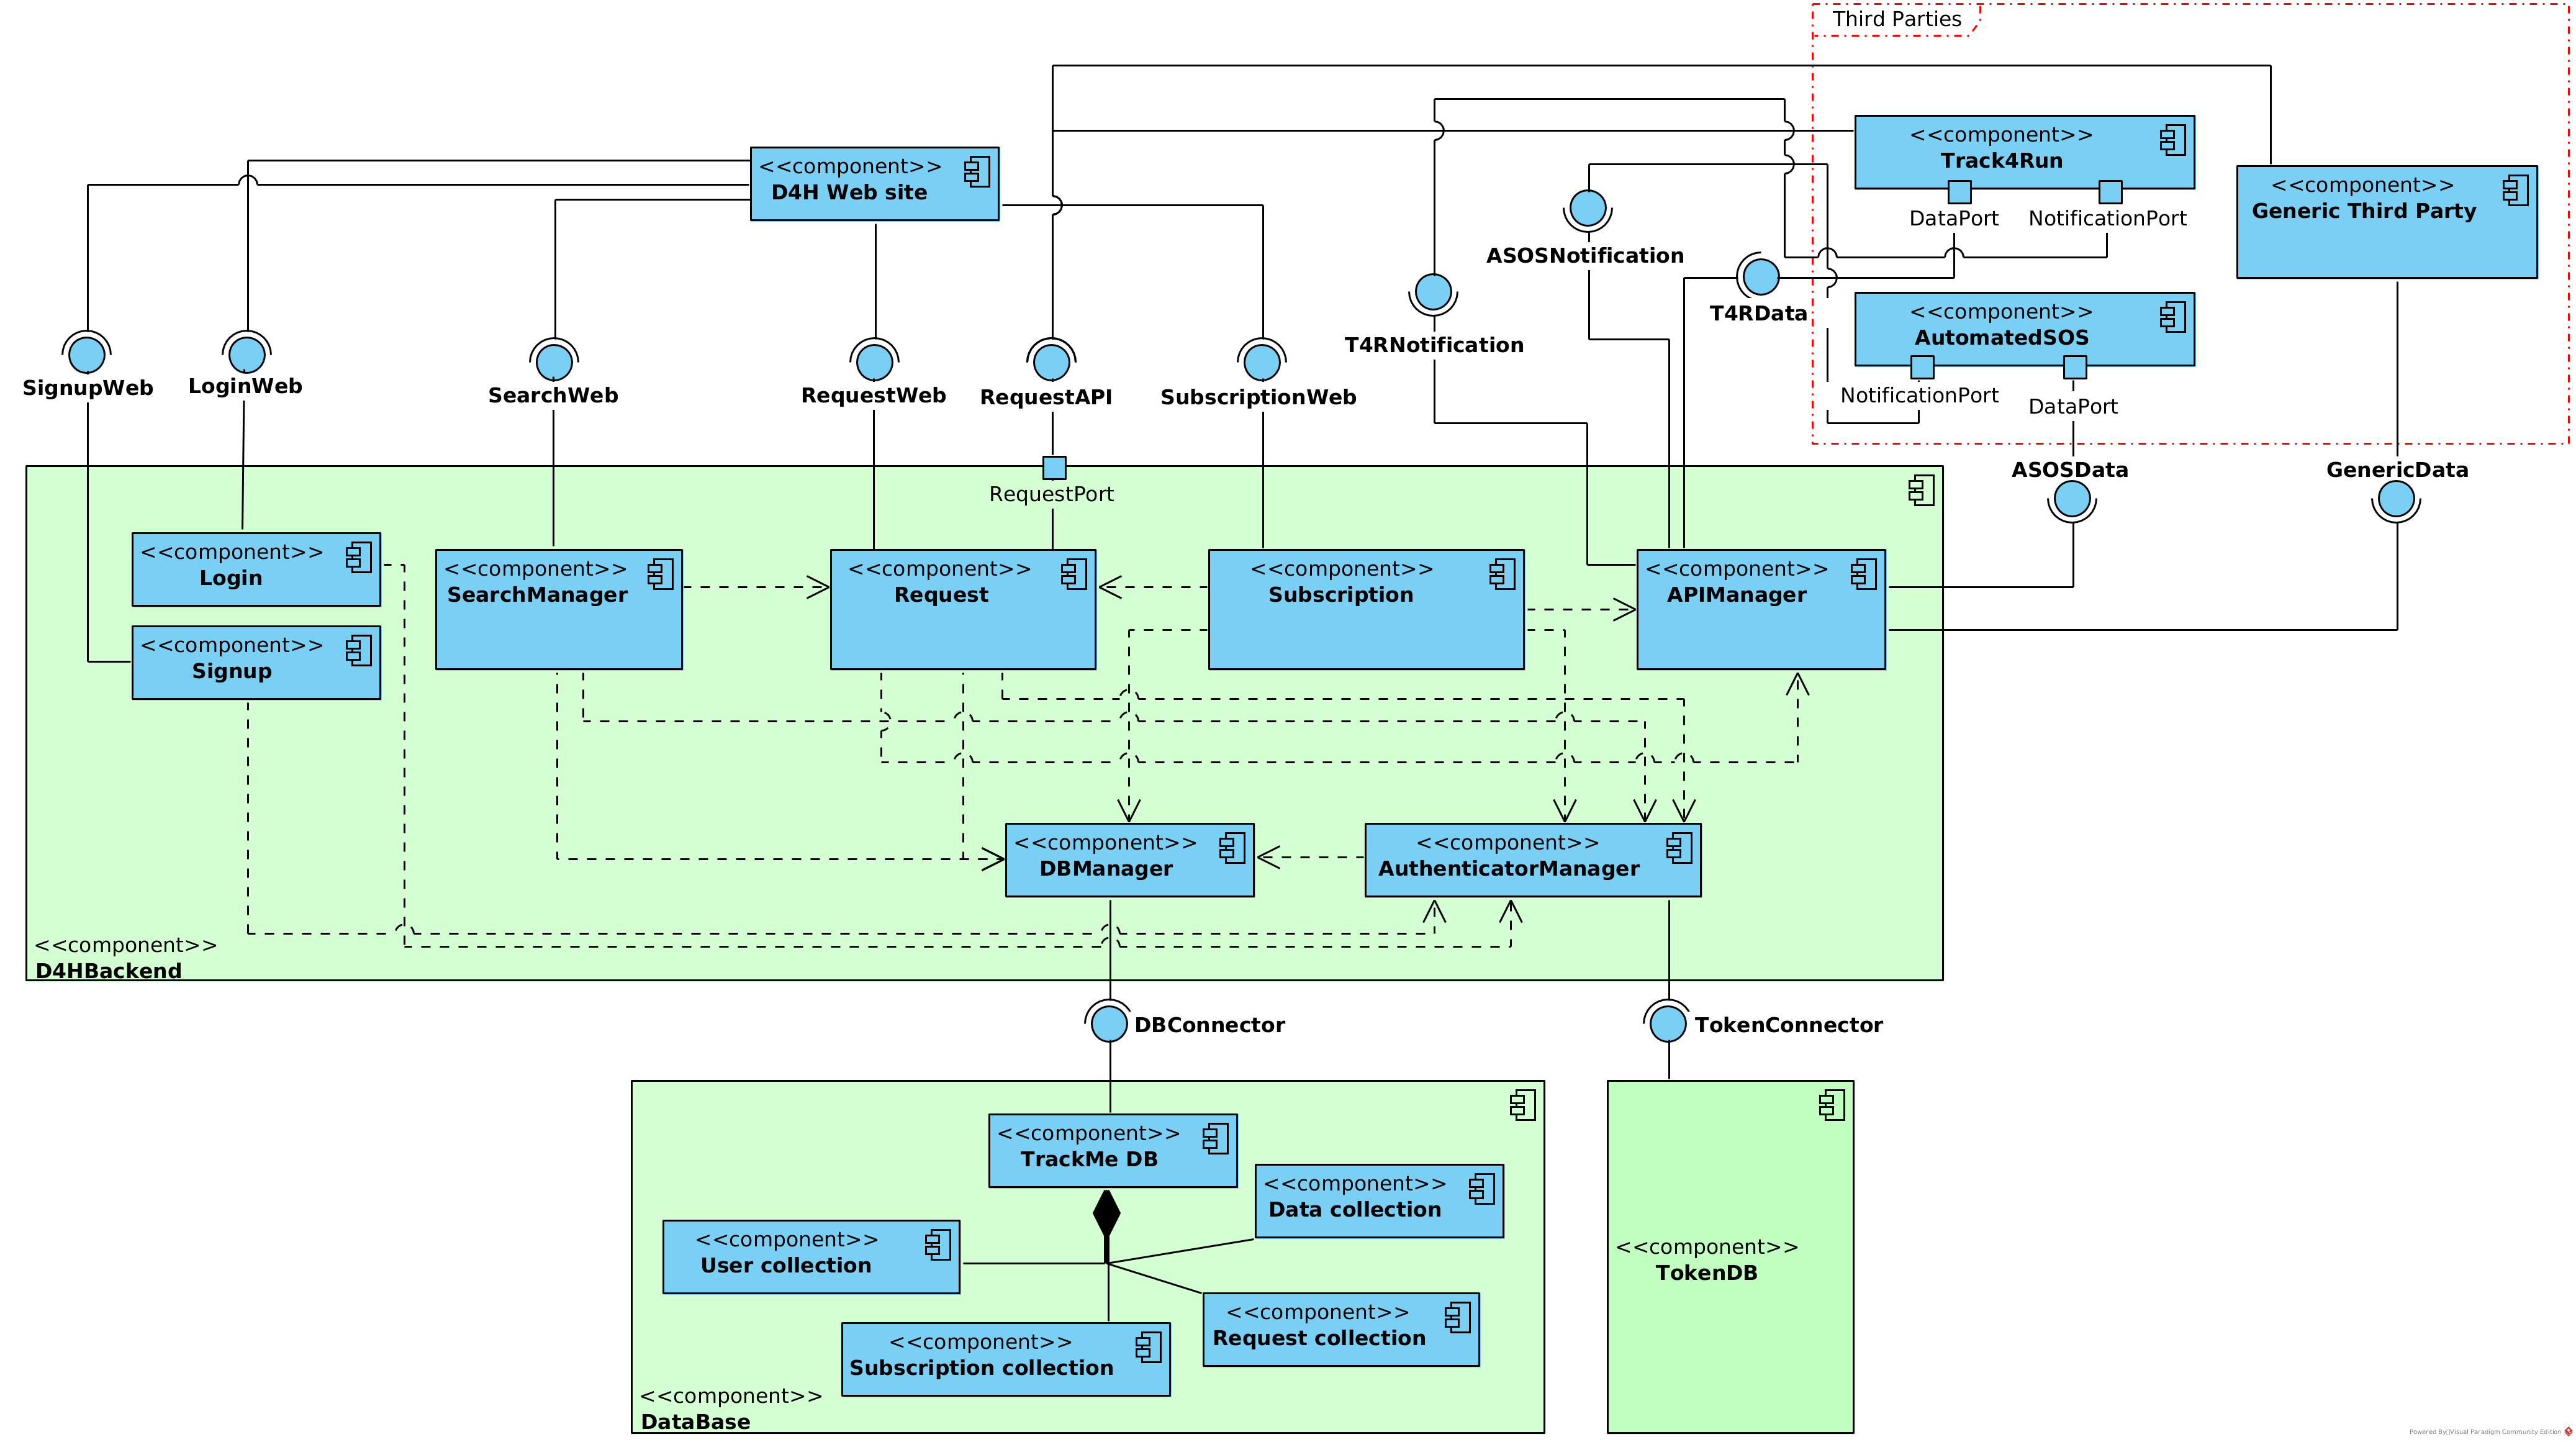 Third Parties
<<component>>
Track4Run
<<component>>
D4H Web site
<<component>>
Generic Third Party
DataPort
NotificationPort
ASOSNotification
T4RData
<<component>>
AutomatedSOS
T4RNotification
SignupWeb
LoginWeb
SearchWeb
RequestWeb
RequestAPI
SubscriptionWeb
NotificationPort
DataPort
ASOSData
GenericData
RequestPort
<<component>>
Login
<<component>>
SearchManager
<<component>>
Request
<<component>>
Subscription
<<component>>
APIManager
<<component>>
Signup
<<component>>
DBManager
<<component>>
AuthenticatorManager
<<component>>
D4HBackend
DBConnector
TokenConnector
<<component>>
TrackMe DB
<<component>>
Data collection
<<component>>
User collection
<<component>>
TokenDB
<<component>>
Request collection
<<component>>
Subscription collection
<<component>>
DataBase
Powered By Visual Paradigm Community Edition